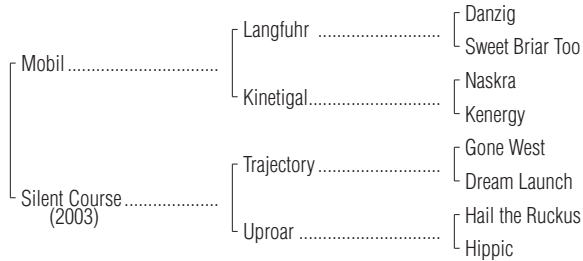 Danzig
Langfuhr ........................
Sweet Briar Too
Mobil ..............................
Naskra
Kinetigal..........................
Kenergy
Gone West
Trajectory ........................
Dream Launch
Silent Course ...................
(2003)
Hail the Ruckus
Uproar ............................
Hippic